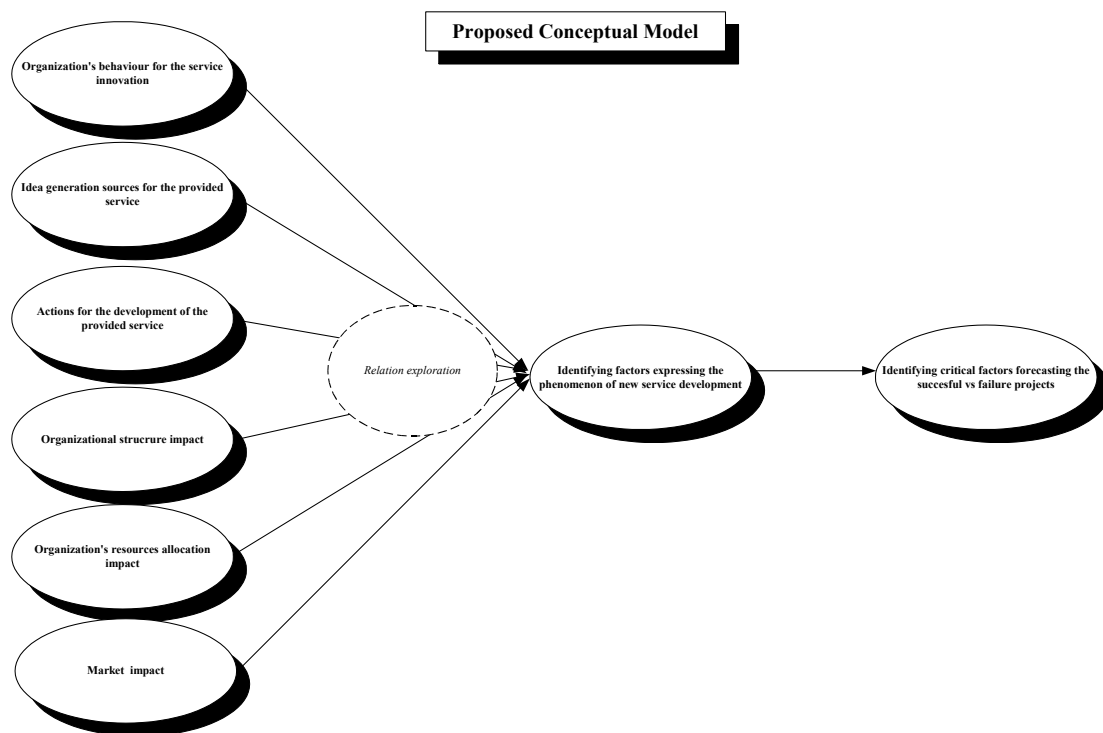 Proposed Conceptual Model
Organization's behaviour for the service
innovation
Idea generation sources for the provided
service
Actions for the development of the
provided service
Relation exploration
Identifying factors expressing the
phenomenon of new service development
Identifying critical factors forecasting the
succesful vs failure projects
Organizational strucrure impact
Organization's resources allocation
impact
Market impact